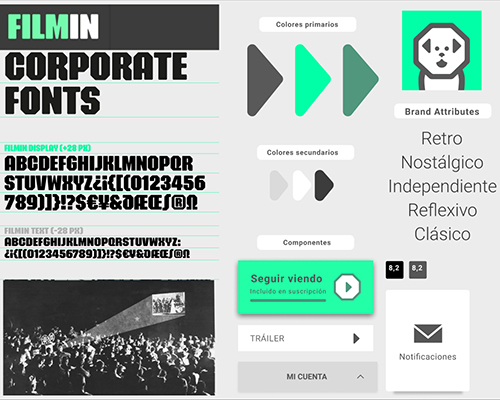 FILMIN
CORPORATE
FONTS
FILMIN DISPLAY (+28 PX)
ABCDEFGHIJKLMNOPQR
STUVWXYZ¿¡{[(0123456
789)]}!?$€¥&ðÆŒʃ®Ω
FILMIN TEXT (-28 PX)
ABCDEFGHIJKLMNOPQRSTUVWXYZ:
¿¡{[(0123456789)]}!?$€¥&ðÆŒʃ®Ω
Colores primarios
Colores secundarios
Componentes
Seguir viendo
Incluido en suscripción
TRÁILER
MI CUENTA
Brand Attributes
Retro
Nostálgico
Independiente
Reflexivo
Clásico
8,2 8,2
Notificaciones